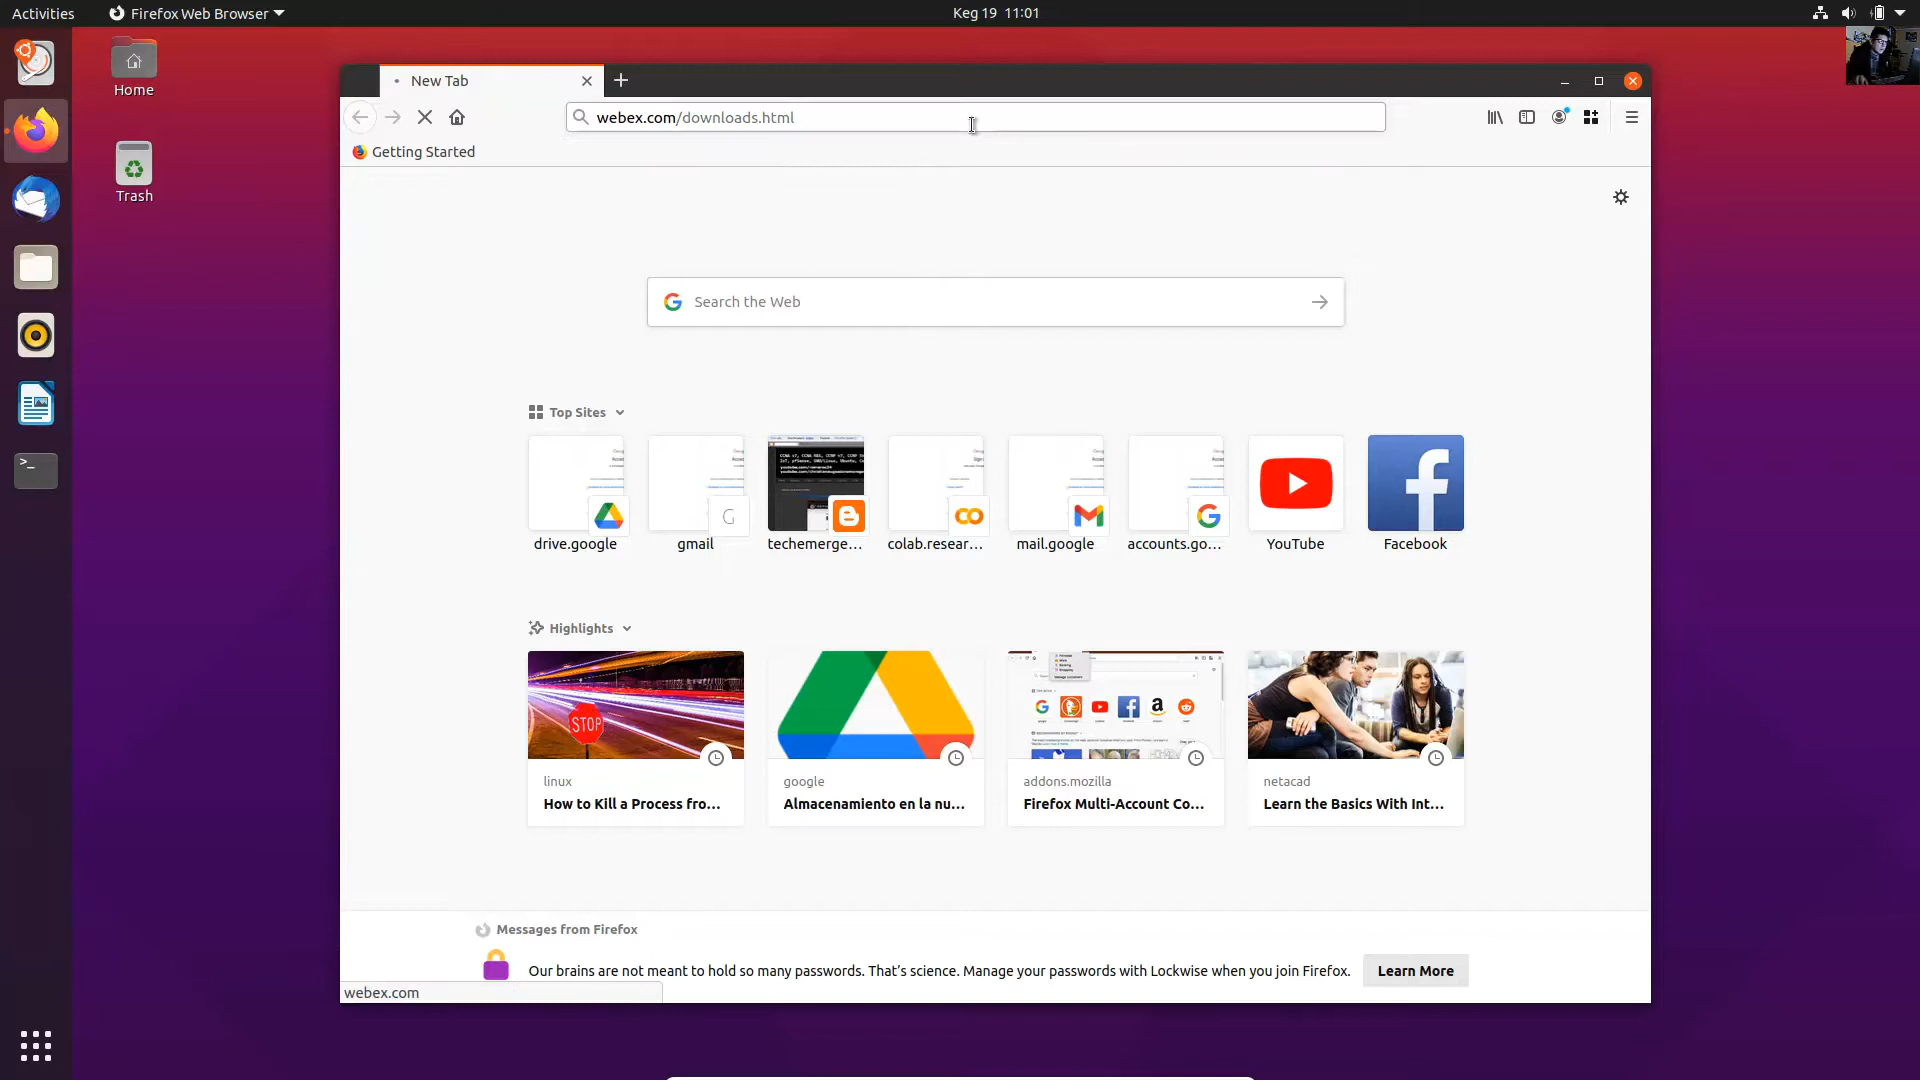 Activities
Firefox Web Browser
Keg 19 11:01
Home
Trash
New Tab
webex.com/downloads.html
Getting Started
Search the Web
Top Sites
drive.google
gmail
techemerge...
colab.resear...
mail.google
accounts.go...
YouTube
Facebook
G
Highlights
STOP
linux
How to Kill a Process fro...
google
Almacenamiento en la nu...
addons.mozilla
Firefox Multi-Account Co...
netacad
Learn the Basics With Int...
Messages from Firefox
Our brains are not meant to hold so many passwords. That’s science. Manage your passwords with Lockwise when you join Firefox.
Learn More
webex.com